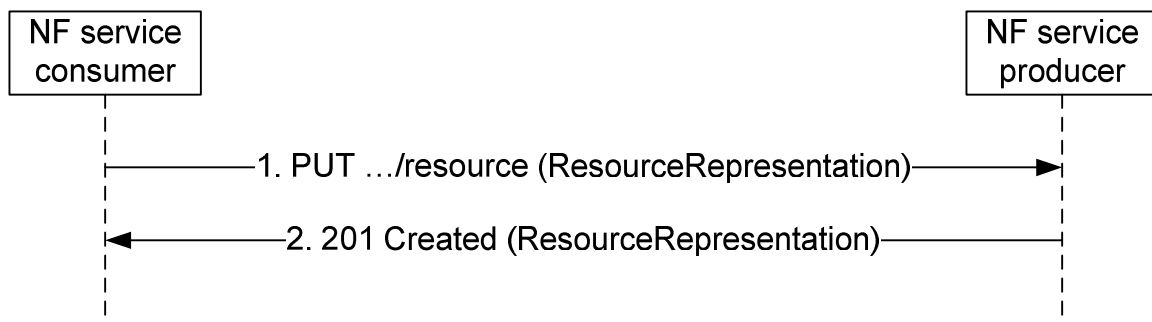 NF service
consumer
NF service
producer
1. PUT …/resource (ResourceRepresentation)
2. 201 Created (ResourceRepresentation)